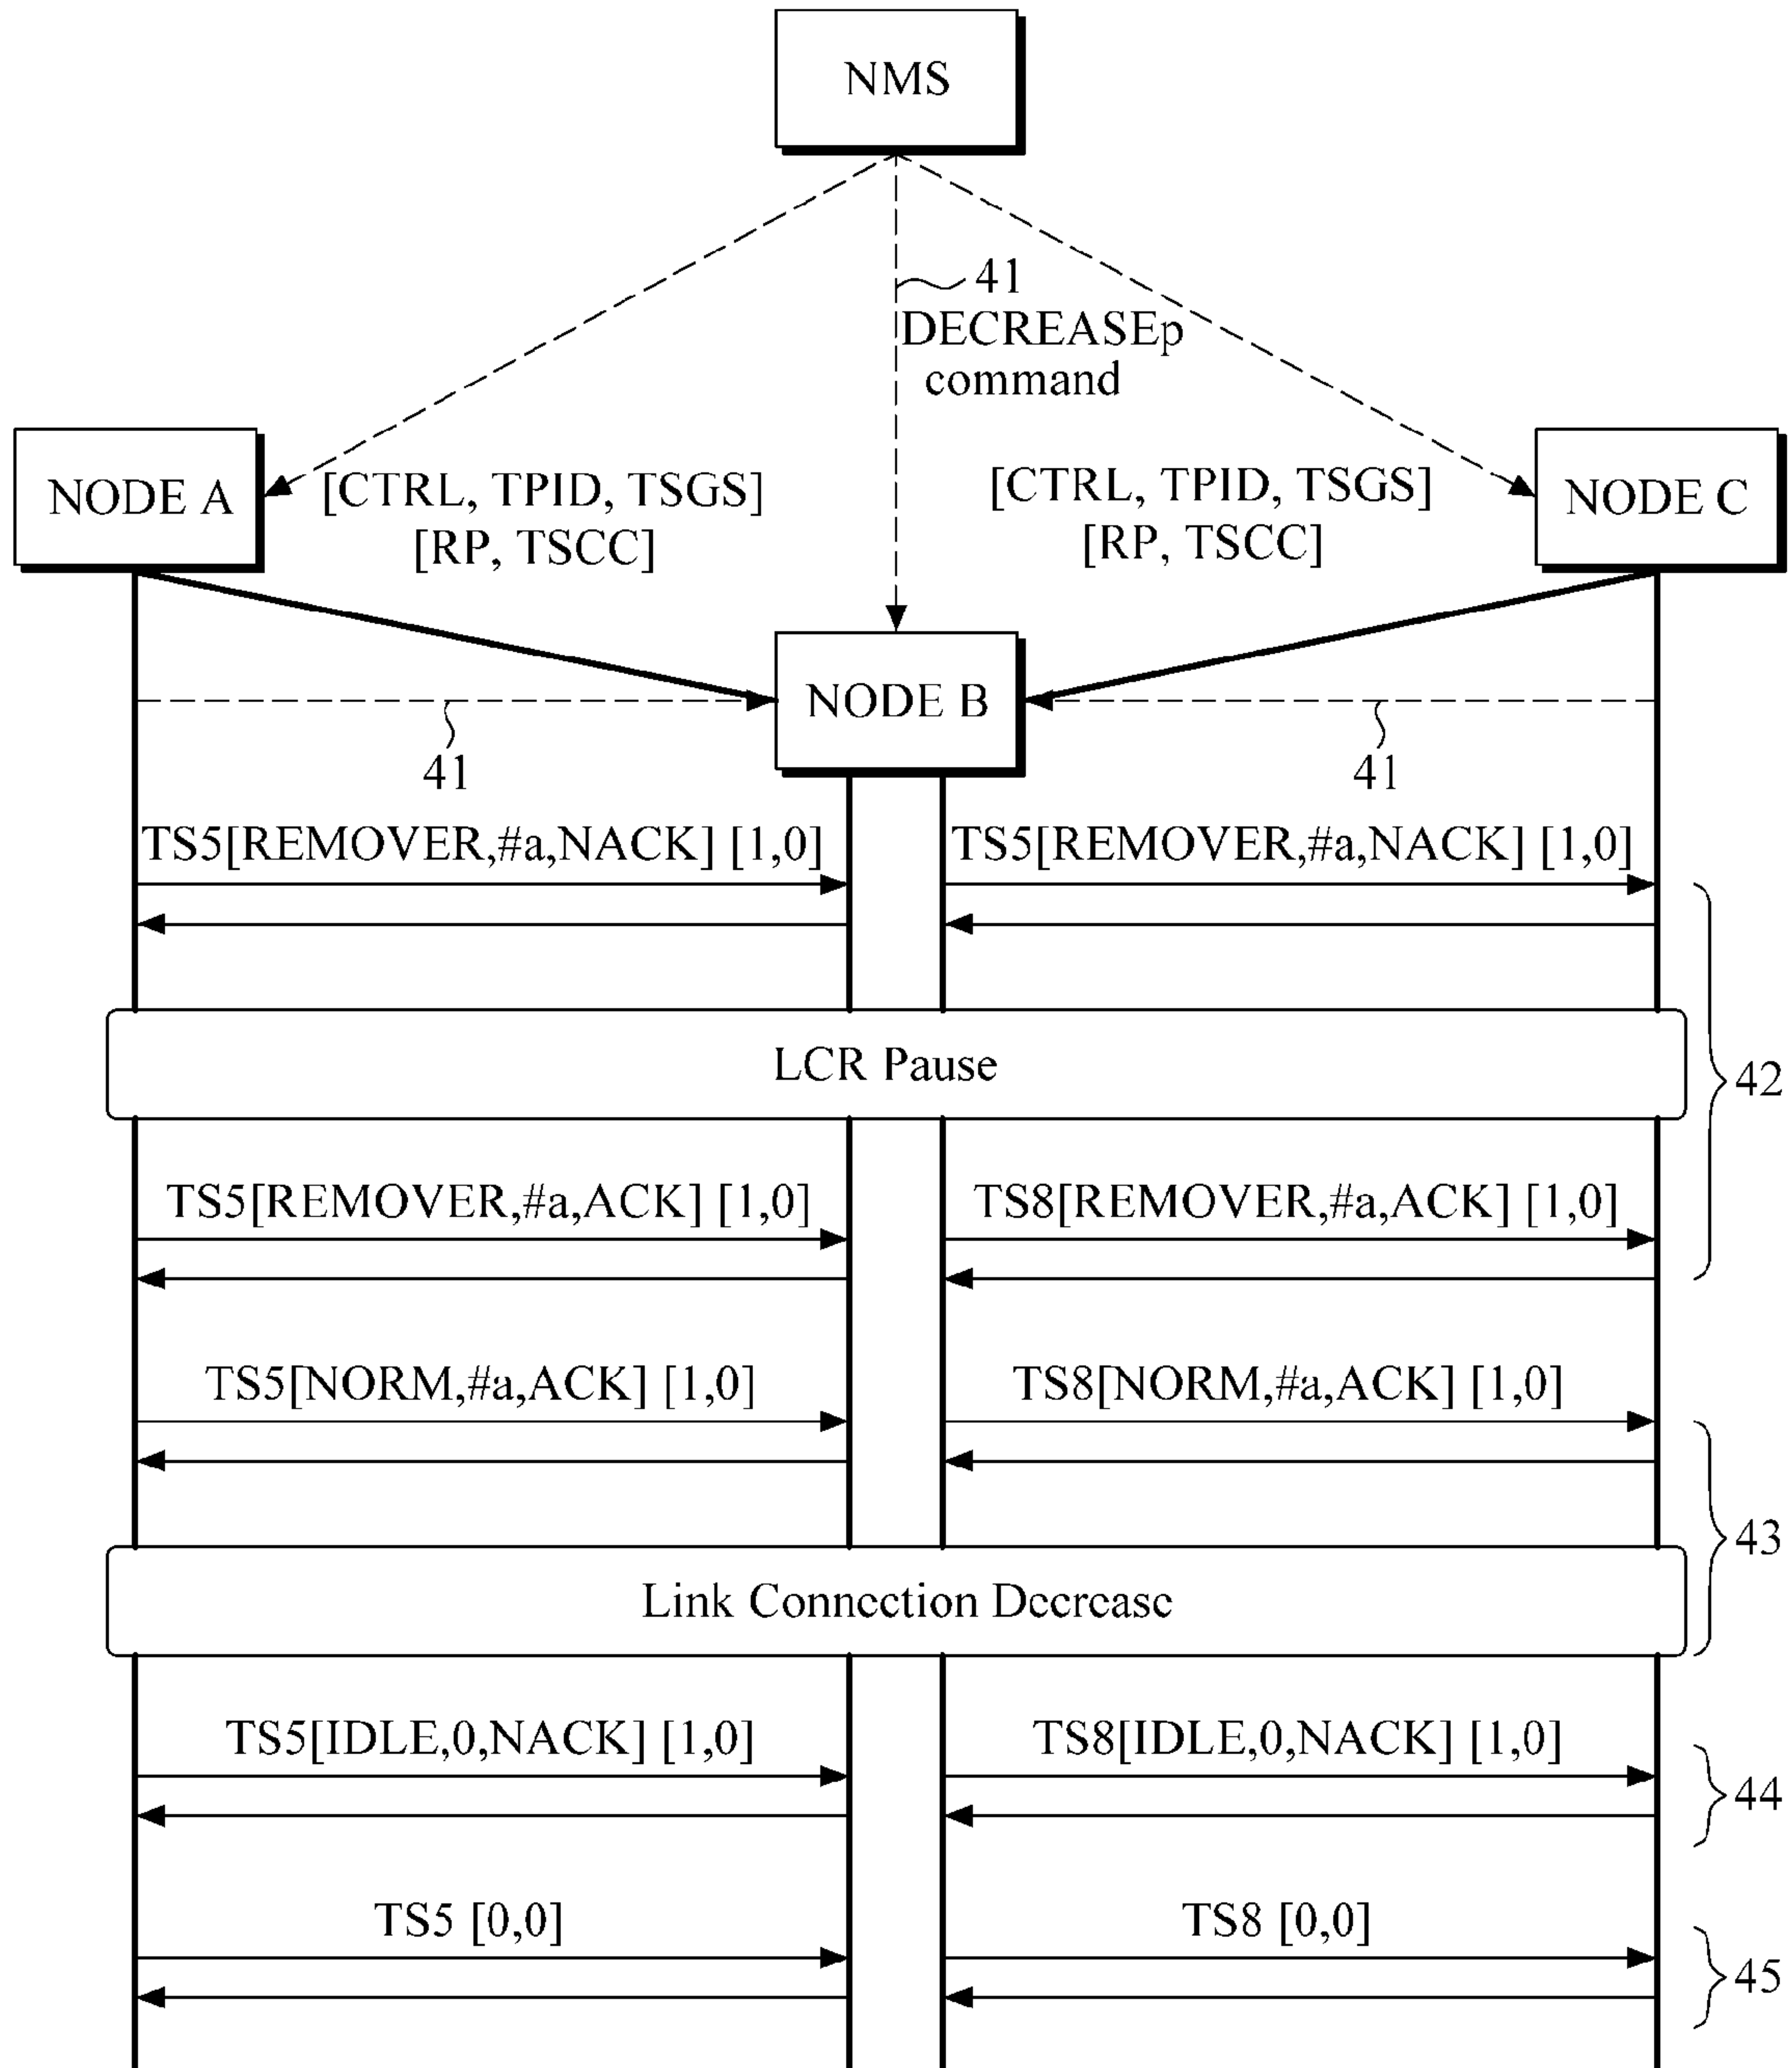 NMS
41
DECREASEp
command
NODE A
[CTRL, TPID, TSGS]
[RP, TSCC]
[CTRL, TPID, TSGS]
[RP, TSCC]
NODE C
NODE B
41
41
TS5[REMOVER,#a,NACK] [1,0]
TS5[REMOVER,#a,NACK] [1,0]
LCR Pause
42
TS5[REMOVER,#a,ACK] [1,0]
TS8[REMOVER,#a,ACK] [1,0]
TS5[NORM,#a,ACK] [1,0]
TS8[NORM,#a,ACK] [1,0]
43
Link Connection Decrease
TS5[IDLE,0,NACK] [1,0]
TS8[IDLE,0,NACK] [1,0]
44
TS5 [0,0]
TS8 [0,0]
45